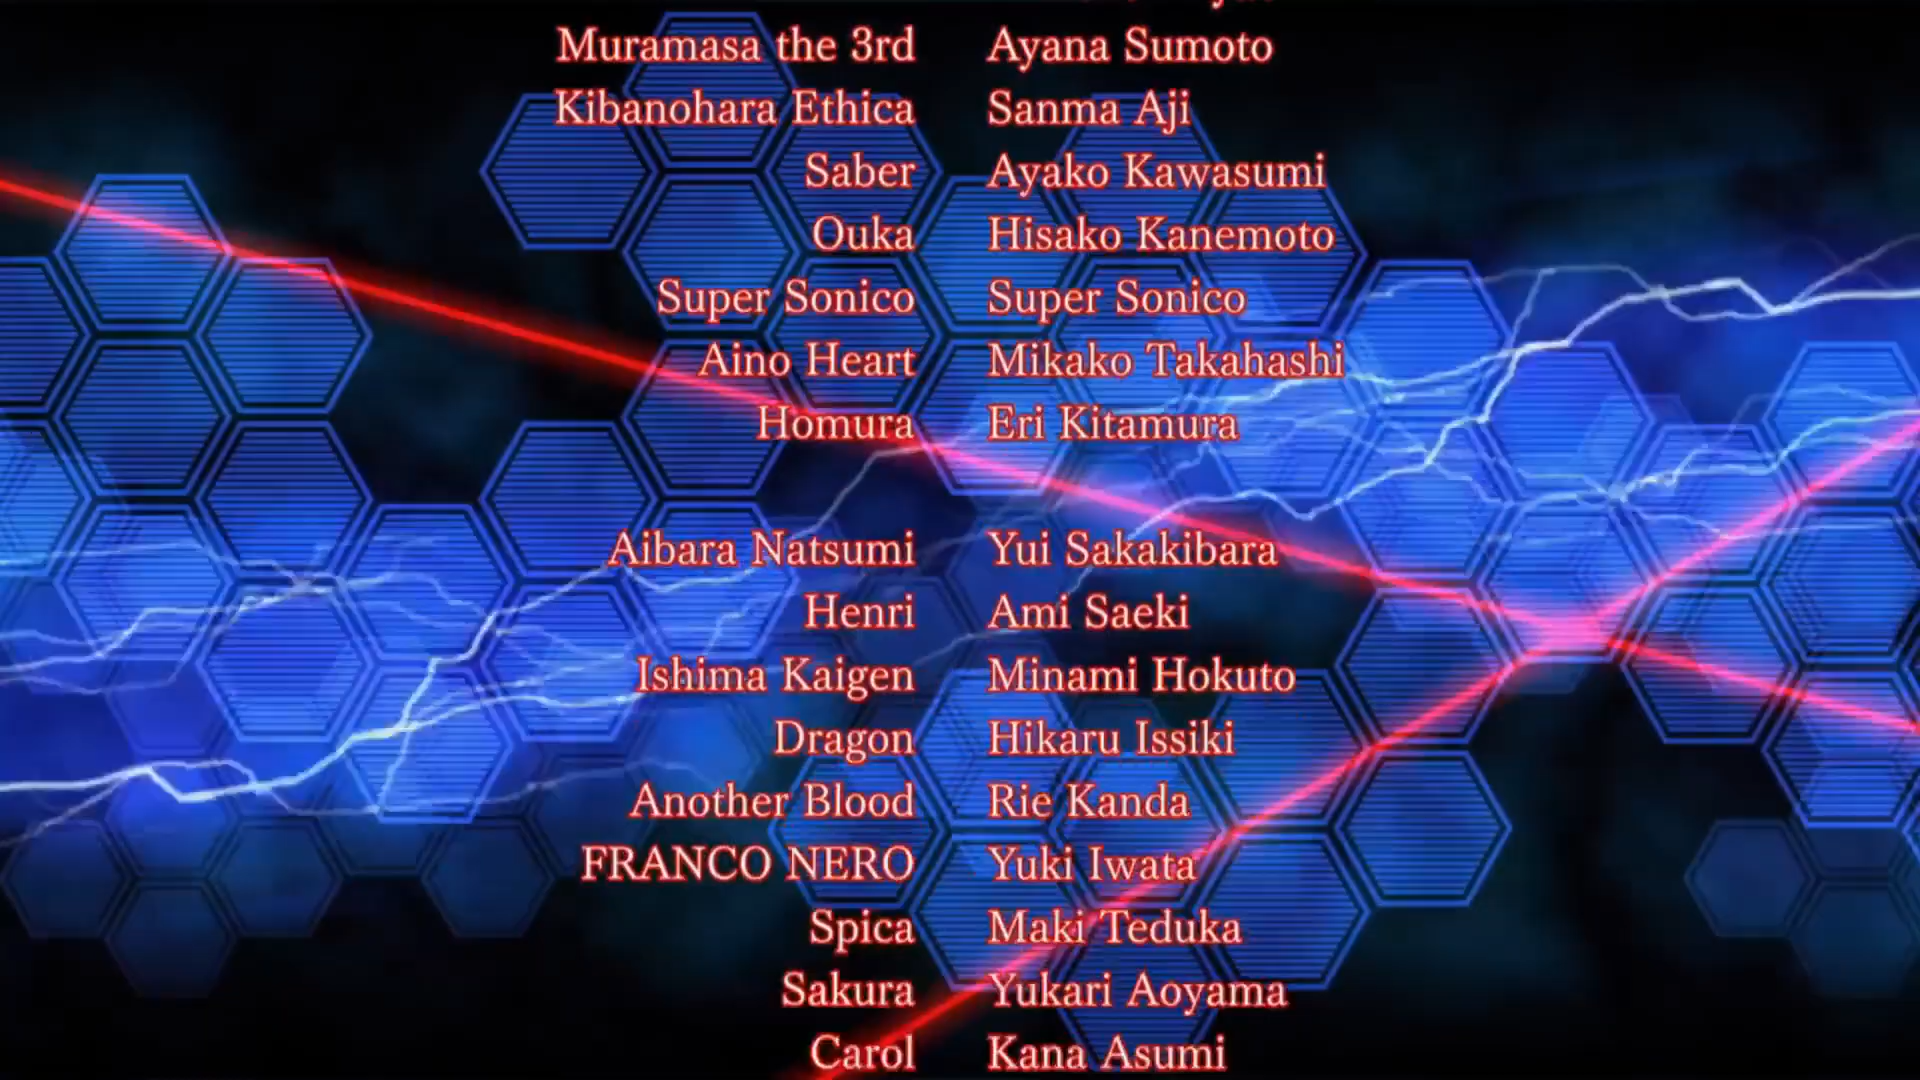 Muramasa the 3rd Ayana Sumoto
Kibanohara Ethica Sanma Aji
Saber Ayako Kawasumi
Ouka Hisako Kanemoto
Super Sonico Super Sonico
Aino Heart Mikako Takahashi
Homura Eri Kitamura
Aibara Natsumi Yui Sakakibara
Henri Ami Saeki
Ishima Kaigen Minami Hokuto
Dragon Hikaru Issiki
Another Blood Rie Kanda
FRANCO NERO Yuki Iwata
Spica Maki Teduka
Sakura Yukari Aoyama
Carol Kana Asumi